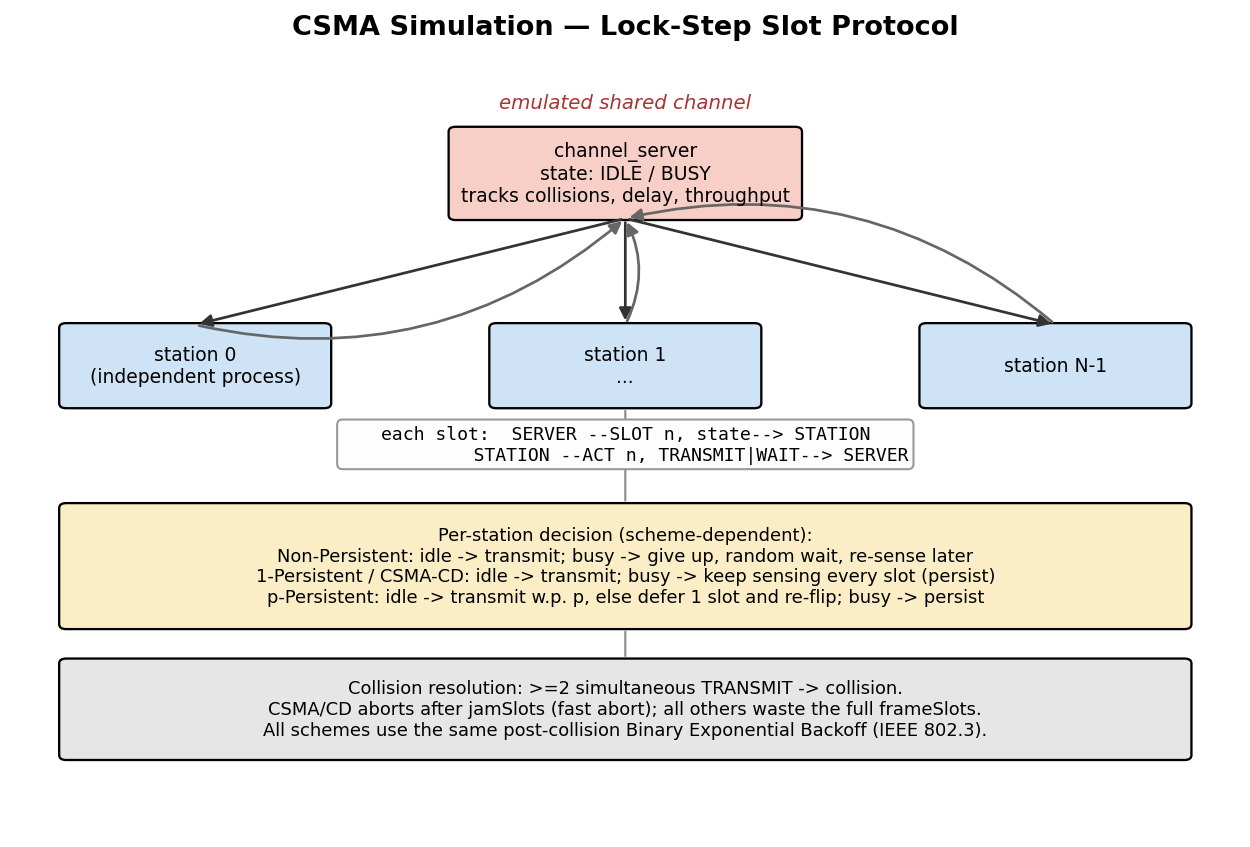 CSMA Simulation — Lock-Step Slot Protocol
emulated shared channel
channel_server
state: IDLE / BUSY
tracks collisions, delay, throughput
station 0
(independent process)
station 1
...
station N-1
each slot:  SERVER --SLOT n, state--> STATION
STATION --ACT n, TRANSMIT|WAIT--> SERVER
Per-station decision (scheme-dependent):
Non-Persistent: idle -> transmit; busy -> give up, random wait, re-sense later
1-Persistent / CSMA-CD: idle -> transmit; busy -> keep sensing every slot (persist)
p-Persistent: idle -> transmit w.p. p, else defer 1 slot and re-flip; busy -> persist
Collision resolution: >=2 simultaneous TRANSMIT -> collision.
CSMA/CD aborts after jamSlots (fast abort); all others waste the full frameSlots.
All schemes use the same post-collision Binary Exponential Backoff (IEEE 802.3).